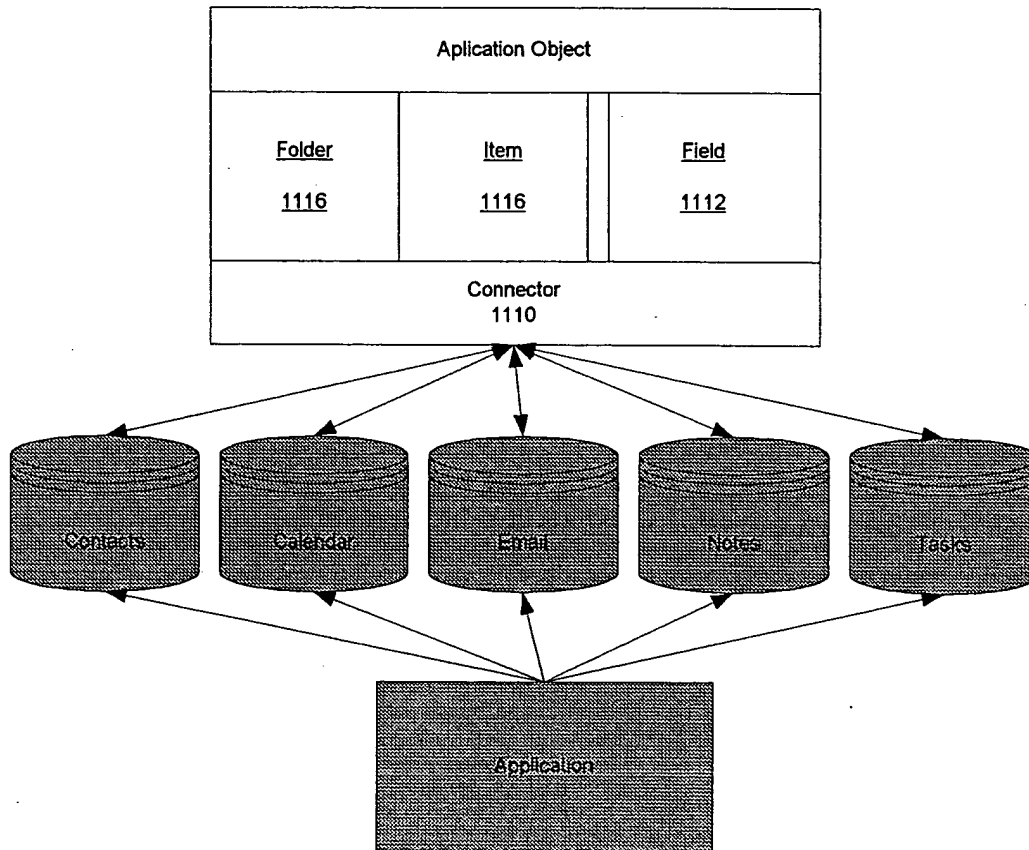 Aplication Object
Folder
1116
Item
1116
Field
1112
Connector
1110
Contacts
Calendar
Email
Notes
Tasks
Application